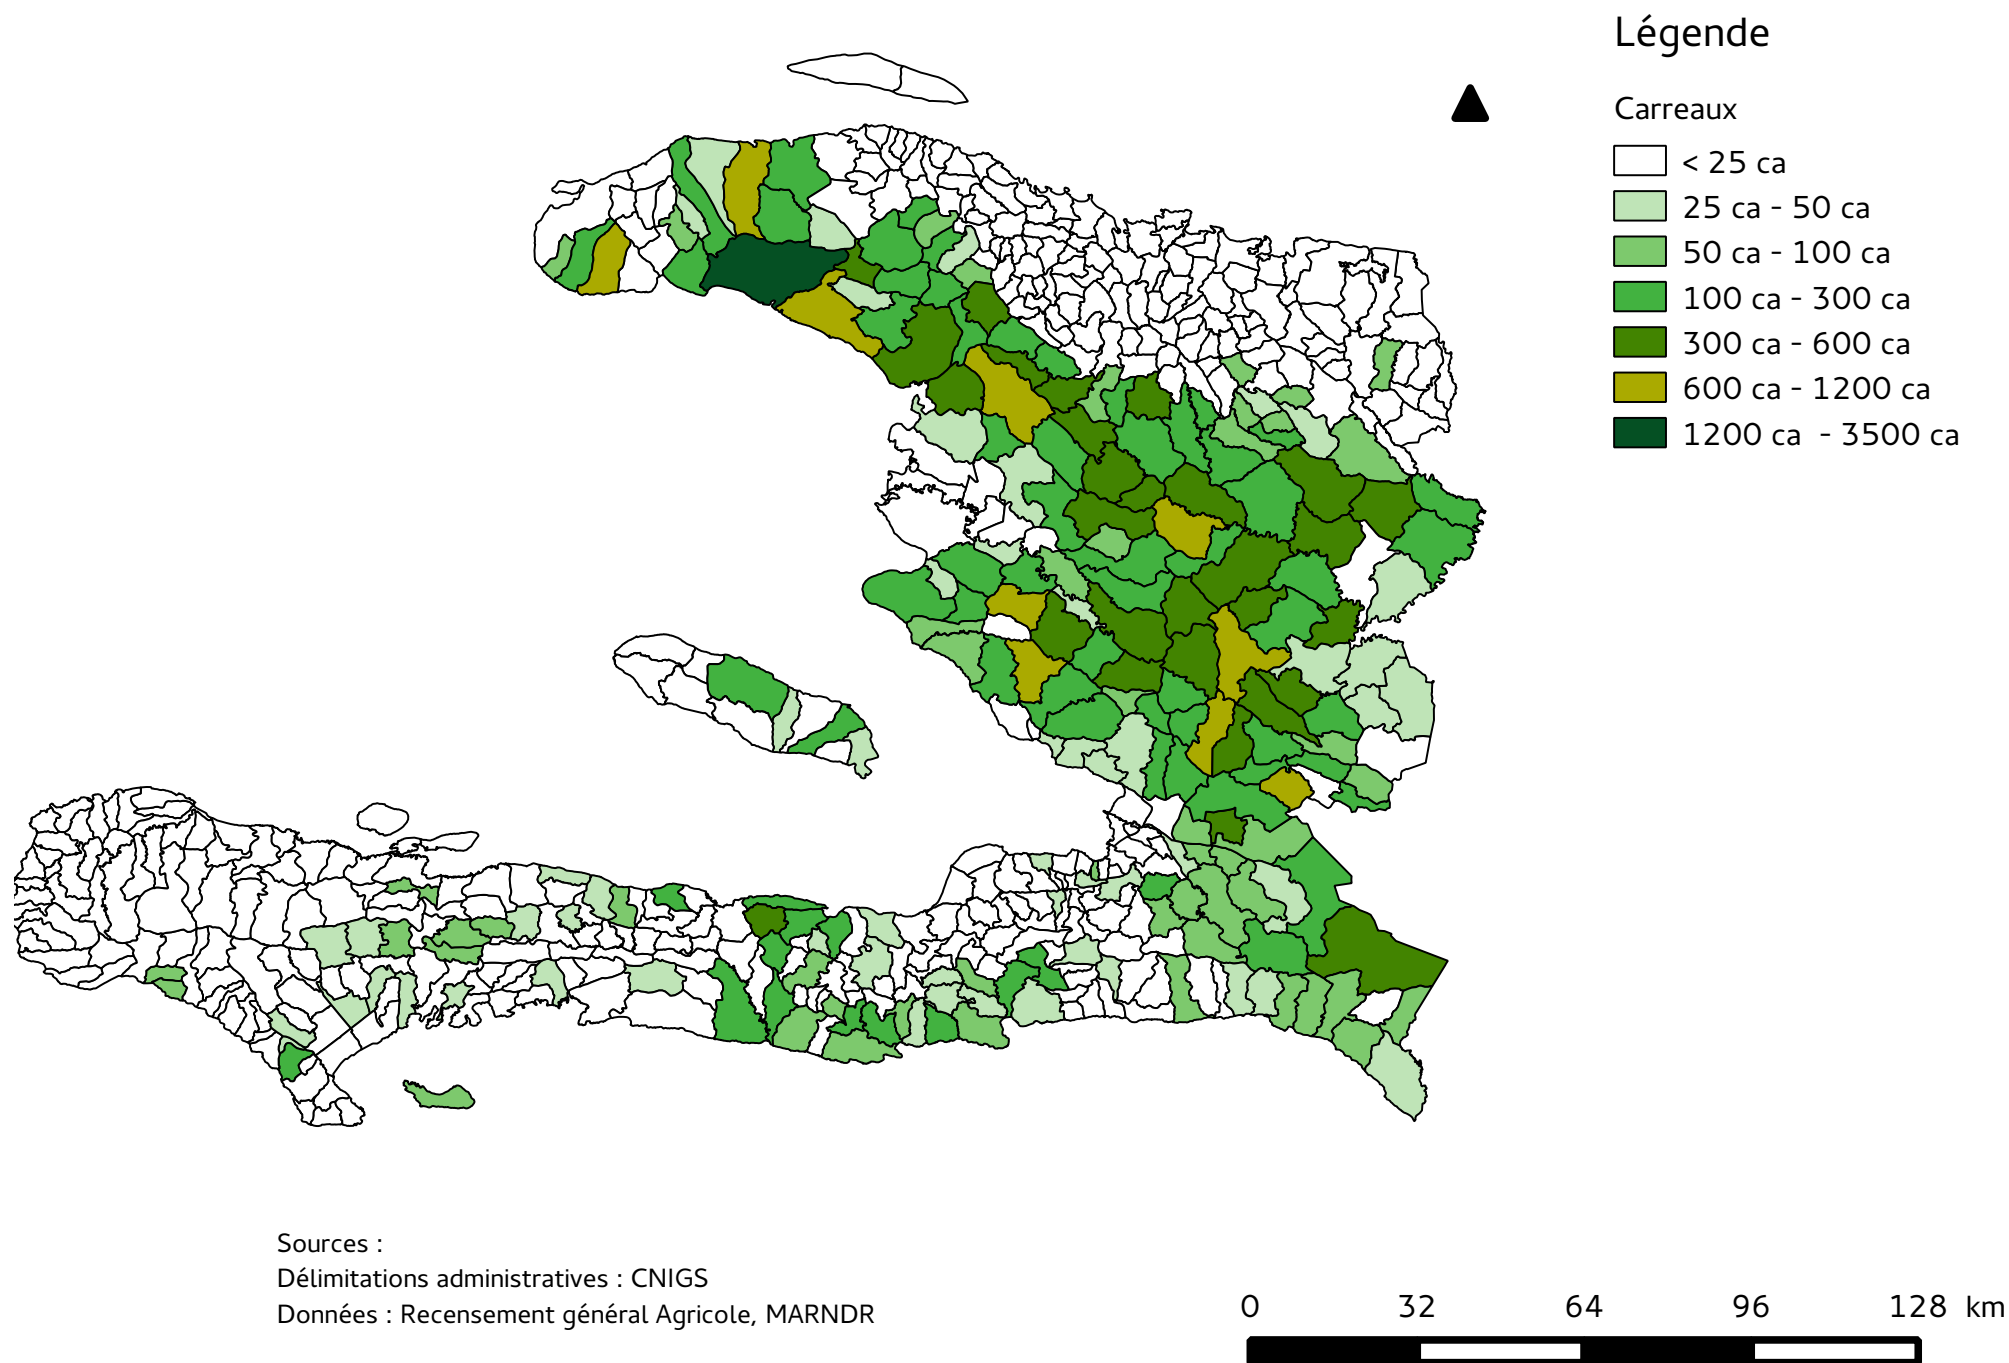 Légende
Carreaux
< 25 ca
25 ca - 50 ca
50 ca - 100 ca
100 ca - 300 ca
300 ca - 600 ca
600 ca - 1200 ca
1200 ca - 3500 ca
Sources :
Délimitations administratives : CNIGS
Données : Recensement général Agricole, MARNDR
0 32 64 96 128 km